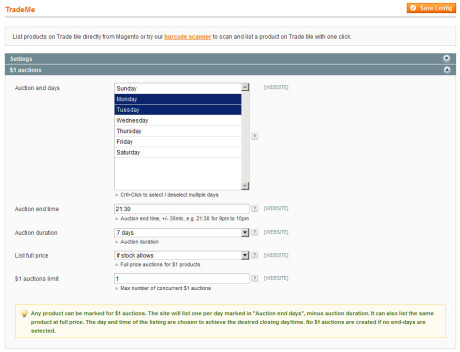 TradeMe
Save Config
List products on Trade Me directly from Magento or try our barcode scanner to scan and list a product on Trade Me with one click.
Settings
$1 auctions
Auction end days
Sunday
[WEBSITE]
Monday
Tuesday
Wednesday
Thursday
Friday
?
Saturday
Crtl+Click to select / deselect multiple days
Auction end time
21:30
? [WEBSITE]
Auction end time, +/- 30min, e.g. 21:30 for 9pm to 10pm
Auction duration
7 days
? [WEBSITE]
Auction duration
List full price
If stock allows
? [WEBSITE]
Full price auctions for $1 products.
$1 auctions limit
1
? [WEBSITE]
Max number of concurrent $1 auctions
Any product can be marked for $1 auctions. The site will list one per day marked in "Auction end days", minus auction duration. It can also list the same
product at full price. The day and time of the listing are chosen to achieve the desired closing day/time. No $1 auctions are created if no end-days are
selected.